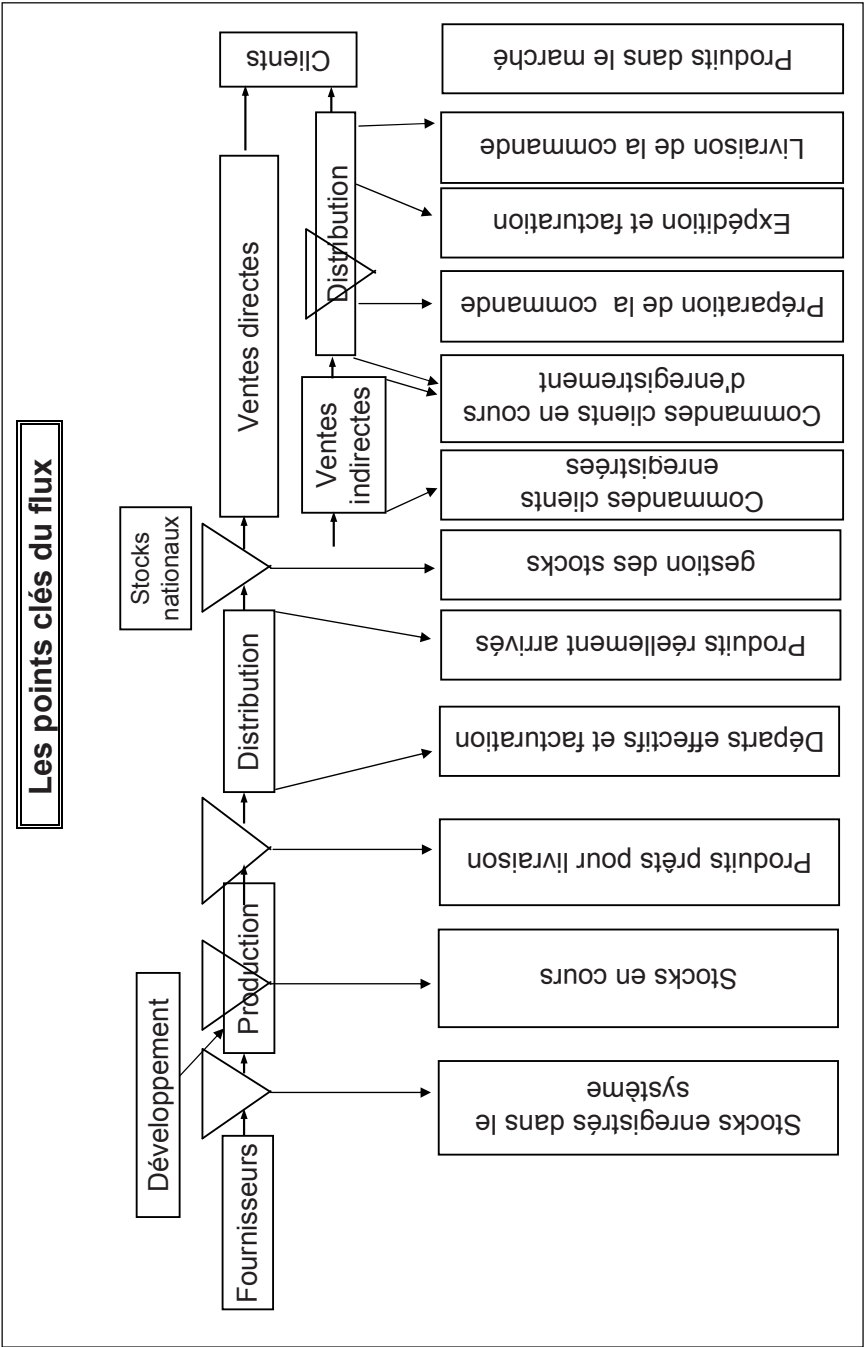 Les points clés du flux
Développement
Stocks
nationaux
Fournisseurs
Production
Distribution
Ventes directes
Clients
Ventes
indirectes
Distribution
Stocks enregistrés dans le
système
Stocks en cours
Produits prêts pour livraison
Départs effectifs et facturation
Produits réellement arrivés
gestion des stocks
Commandes clients
enregistrées
Commandes clients en cours
d'enregistrement
Préparation de la commande
Expédition et facturation
Livraison de la commande
Produits dans le marché